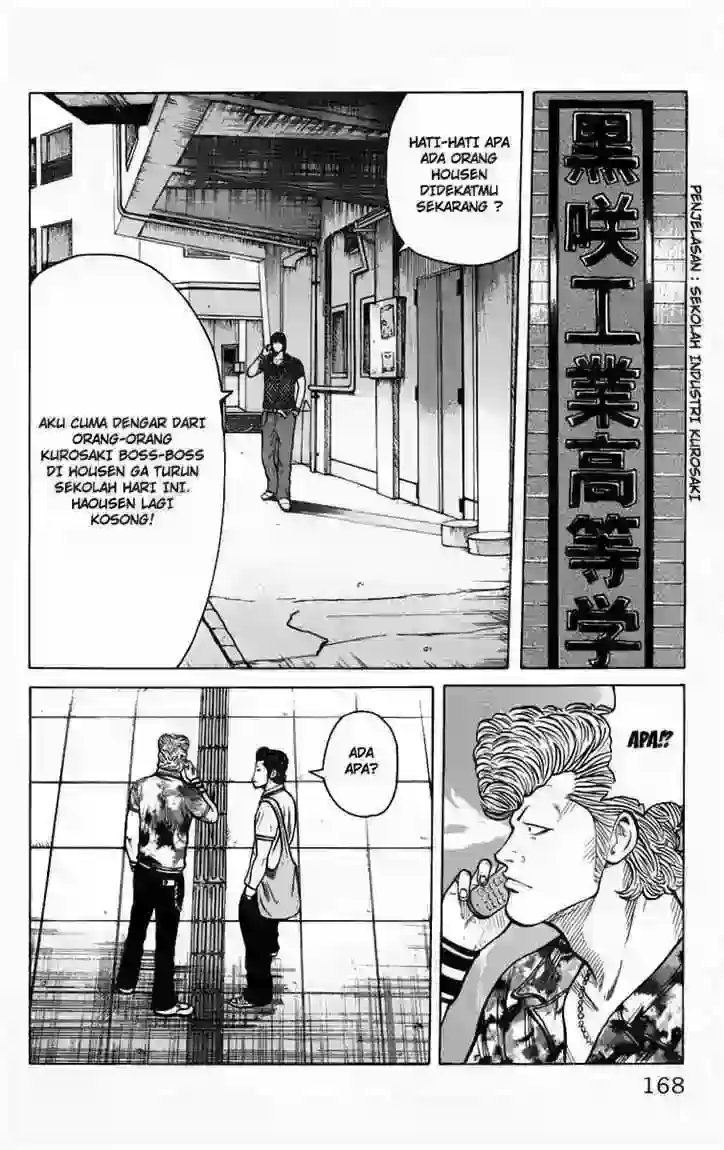 黒咲工業高等学
PENJELASAN : SEKOLAH INDUSTRI KUROSAKI
HATI-HATI APA
ADA ORANG
HOUSEN
DIDEKATMU
SEKARANG ?
AKU CUMA DENGAR DARI
ORANG-ORANG
KUROSAKI BOSS-BOSS
DI HOUSEN GA TURUN
SEKOLAH HARI INI.
HAOUSEN LAGI
KOSONG!
APA!?
ADA
APA?
168